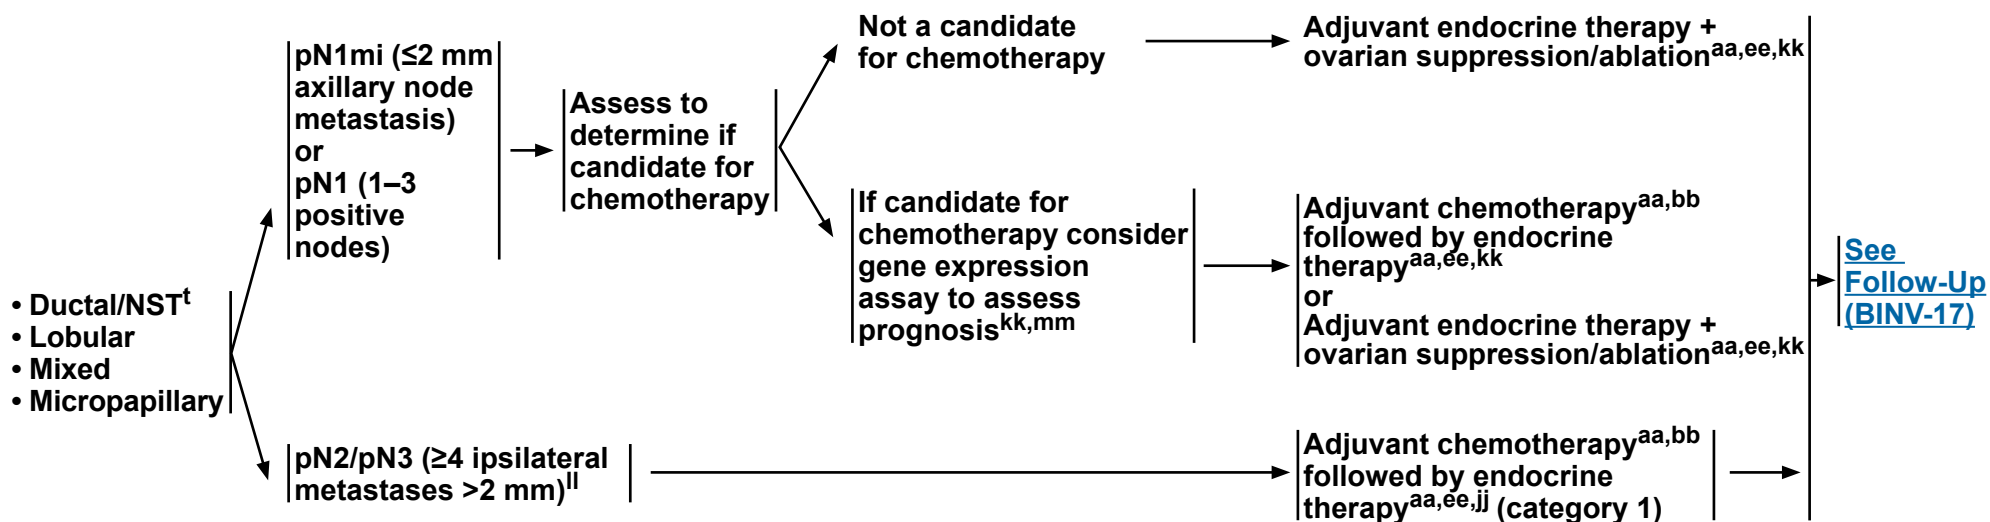 • Ductal/NSTt
• Lobular
• Mixed
• Micropapillary
pN1mi (≤2 mm
axillary node
metastasis)
or
pN1 (1–3
positive
nodes)
Assess to
determine if
candidate for
chemotherapy
Not a candidate
for chemotherapy
Adjuvant endocrine therapy +
ovarian suppression/ablationaa,ee,kk
If candidate for
chemotherapy consider
gene expression
assay to assess
prognosiskk,mm
Adjuvant chemotherapyaa,bb
followed by endocrine
therapyaa,ee,kk
or
Adjuvant endocrine therapy +
ovarian suppression/ablationaa,ee,kk
pN2/pN3 (≥4 ipsilateral
metastases >2 mm)ll
Adjuvant chemotherapyaa,bb
followed by endocrine
therapyaa,ee,jj (category 1)
See
Follow-Up
(BINV-17)